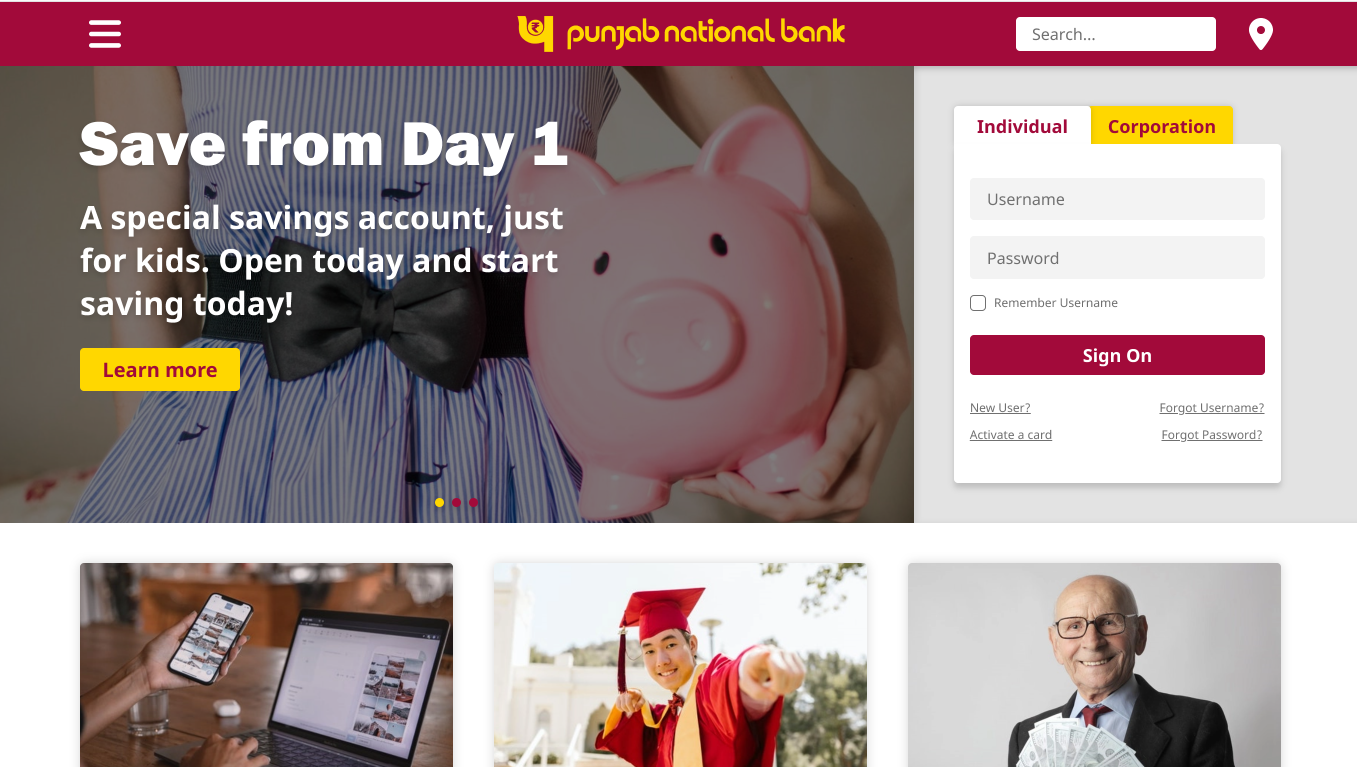 punjab national bank
Search...
Save from Day 1
A special savings account, just
for kids. Open today and start
saving today!
Learn more
Individual
Corporation
Username
Password
Remember Username
Sign On
New User?
Forgot Username?
Activate a card
Forgot Password?